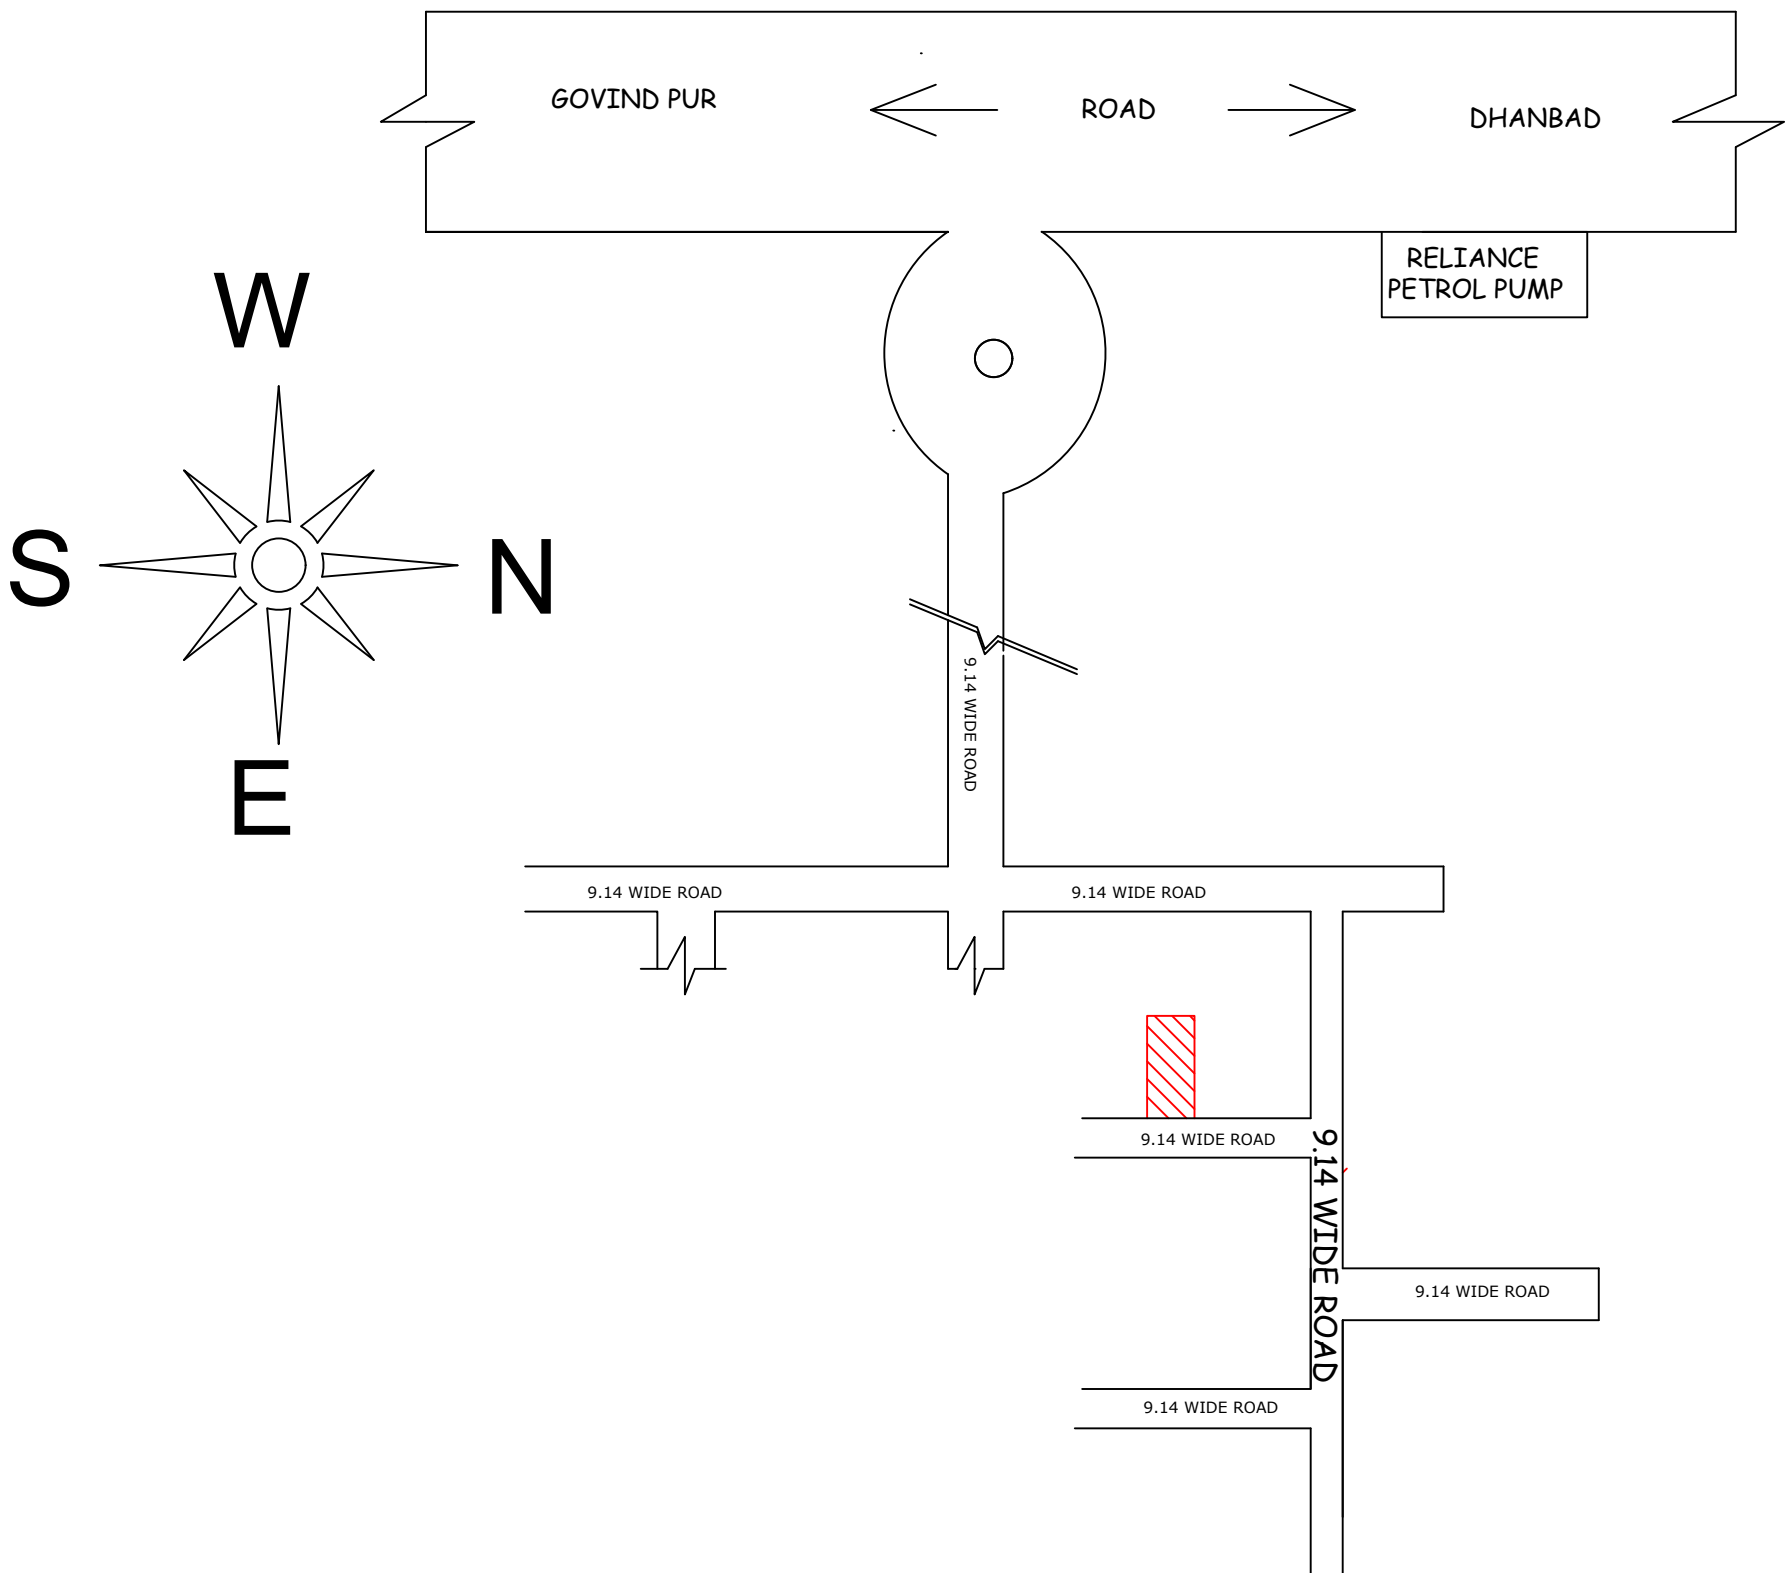 GOVIND PUR
ROAD
DHANBAD
RELIANCE
PETROL PUMP
W
S
N
E
9.14 WIDE ROAD
9.14 WIDE ROAD
9.14 WIDE ROAD
9.14 WIDE ROAD
9.14 WIDE ROAD
9.14 WIDE ROAD
9.14 WIDE ROAD